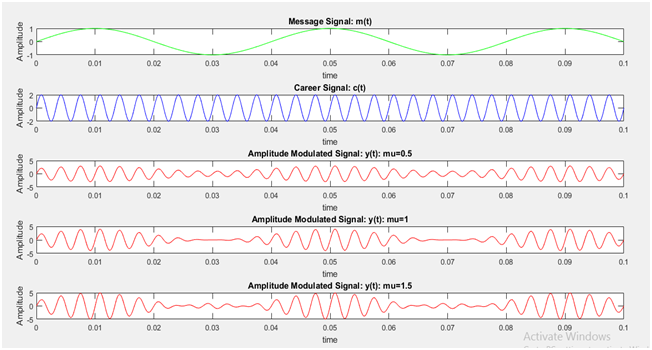 Message Signal: m(t)
Amplitude
1
0
-1
0 0.01 0.02 0.03 0.04 0.05 0.06 0.07 0.08 0.09 0.1
time
Career Signal: c(t)
Amplitude
2
0
-2
0 0.01 0.02 0.03 0.04 0.05 0.06 0.07 0.08 0.09 0.1
time
Amplitude Modulated Signal: y(t): mu=0.5
Amplitude
5
0
-5
0 0.01 0.02 0.03 0.04 0.05 0.06 0.07 0.08 0.09 0.1
time
Amplitude Modulated Signal: y(t): mu=1
Amplitude
5
0
-5
0 0.01 0.02 0.03 0.04 0.05 0.06 0.07 0.08 0.09 0.1
time
Amplitude Modulated Signal: y(t): mu=1.5
Amplitude
5
0
-5
0 0.01 0.02 0.03 0.04 0.05 0.06 0.07 0.08 0.09 0.1
time
Activate Windows